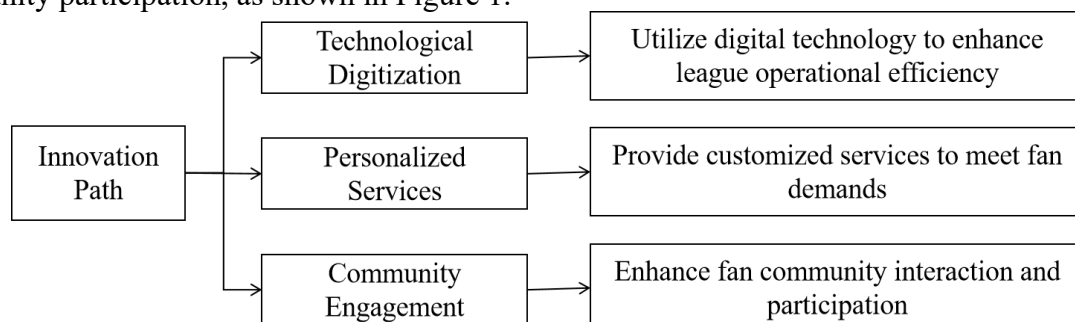 participation, as shown in Figure 1.
Technological
Digitization
Utilize digital technology to enhance
league operational efficiency
Innovation
Path
Personalized
Services
Provide customized services to meet fan
demands
Community
Engagement
Enhance fan community interaction and
participation